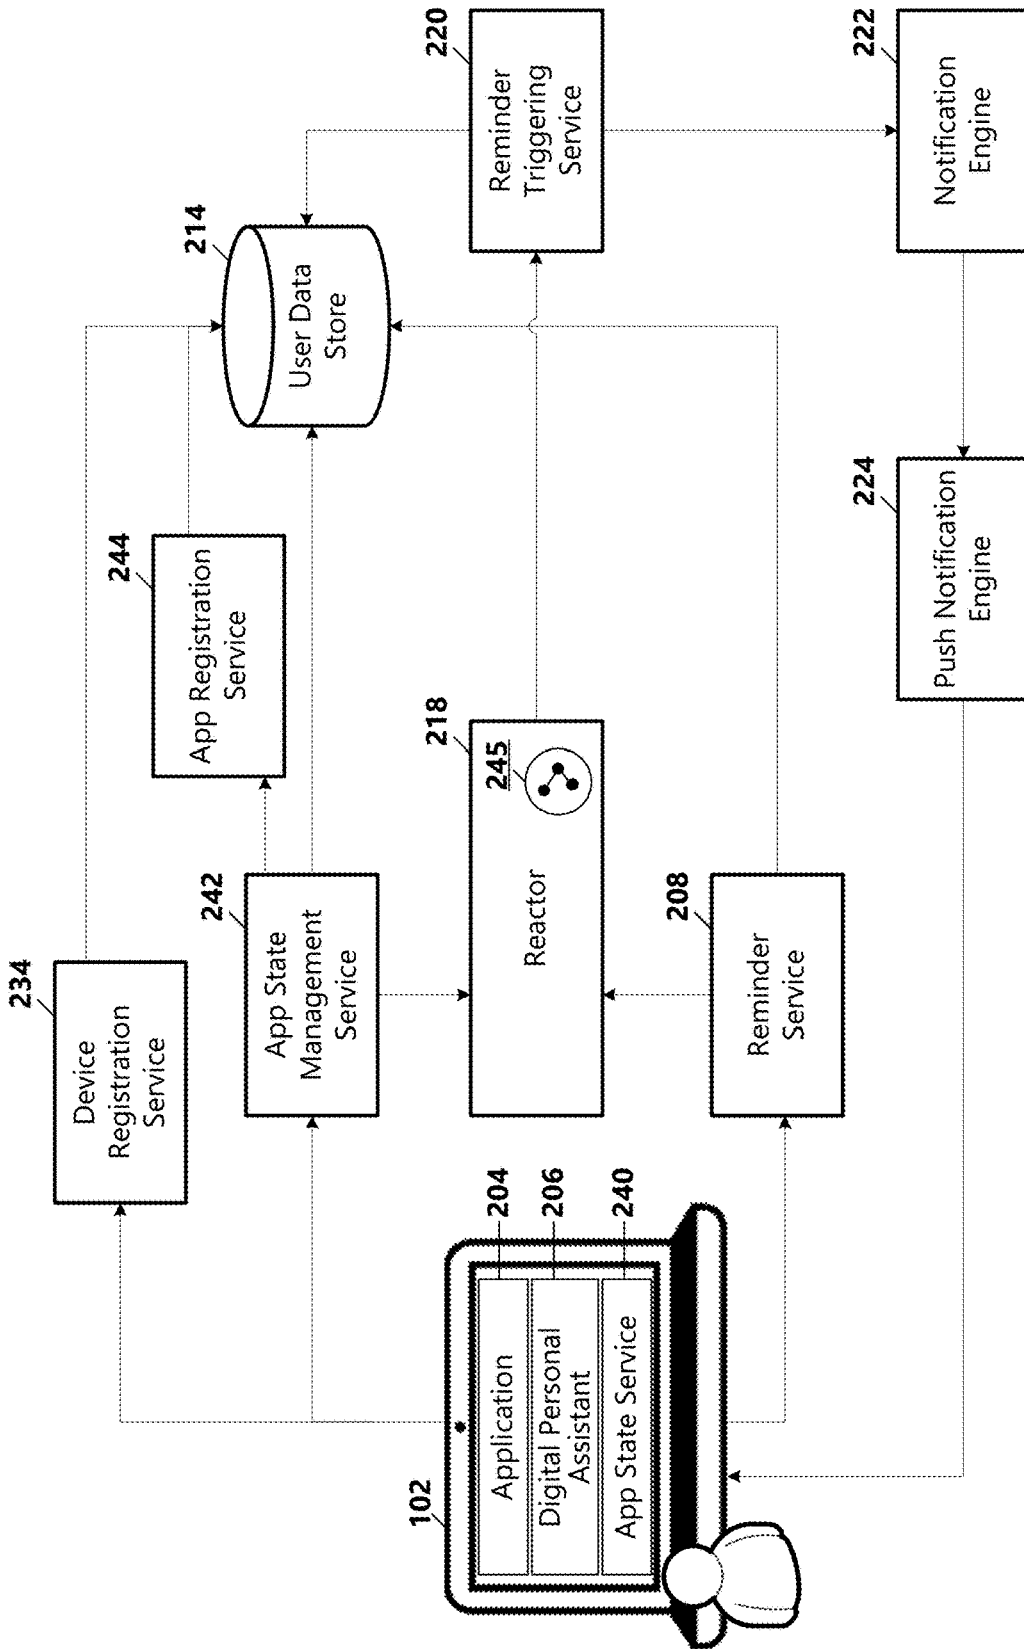 234
Device
Registration
Service
244
App Registration
Service
214
User Data
Store
242
App State
Management
Service
102
Application
204
Digital Personal
Assistant
206
App State Service
240
218
Reactor
245
220
Reminder
Triggering
Service
208
Reminder
Service
224
Push Notification
Engine
222
Notification
Engine